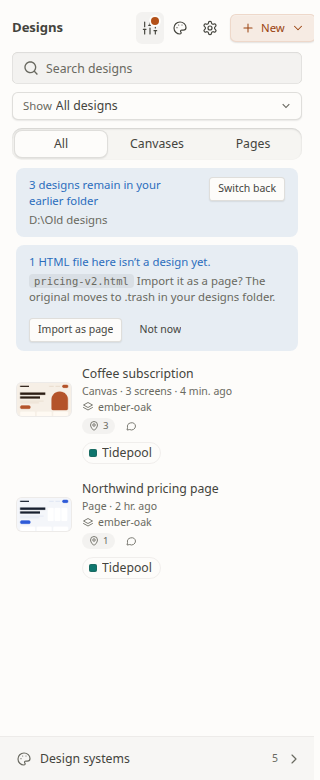 Designs
New
Search designs
Show All designs
All Canvases Pages
3 designs remain in your
earlier folder
Switch back
D:\Old designs
1 HTML file here isn't a design yet.
pricing-v2.html Import it as a page? The
original moves to .trash in your designs folder.
Import as page Not now
Coffee subscription
Canvas · 3 screens · 4 min. ago
ember-oak
3
Tidepool
Northwind pricing page
Page · 2 hr. ago
ember-oak
1
Tidepool
Design systems 5